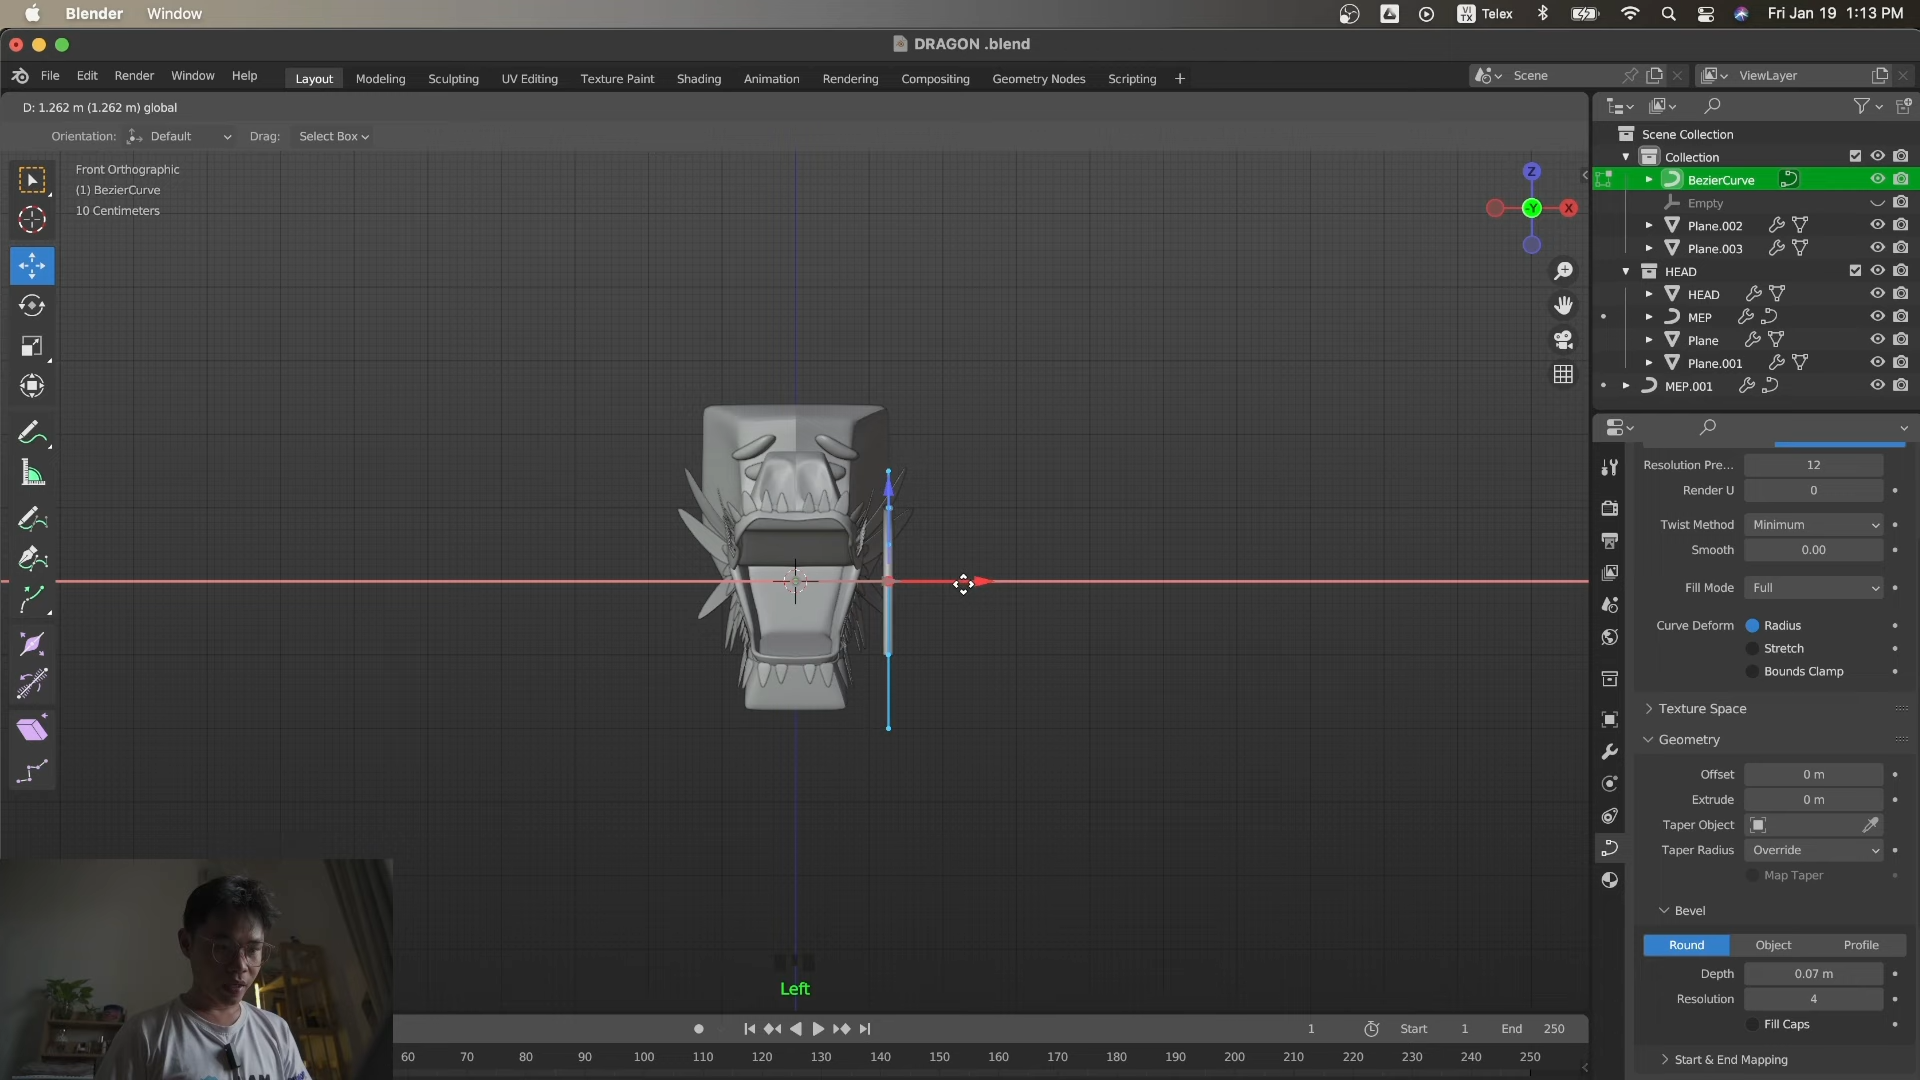 Blender Window
VI TX Telex Fri Jan 19 1:13 PM
DRAGON .blend
File Edit Render Window Help Layout Modeling Sculpting UV Editing Texture Paint Shading Animation Rendering Compositing Geometry Nodes Scripting + Scene ViewLayer
D: 1.262 m (1.262 m) global
Orientation: Default Drag: Select Box
Front Orthographic
(1) BezierCurve
10 Centimeters
Z
Y
X
Scene Collection
Collection
BezierCurve
Empty
Plane.002
Plane.003
HEAD
HEAD
MEP
Plane
Plane.001
MEP.001
Resolution Pre... 12
Render U 0
Twist Method Minimum
Smooth 0.00
Fill Mode Full
Curve Deform Radius
Stretch
Bounds Clamp
Texture Space
Geometry
Offset 0 m
Extrude 0 m
Taper Object
Taper Radius Override
Map Taper
Bevel
Round Object Profile
Depth 0.07 m
Resolution 4
Fill Caps
Start & End Mapping
Left
1 Start 1 End 250
60 70 80 90 100 110 120 130 140 150 160 170 180 190 200 210 220 230 240 250